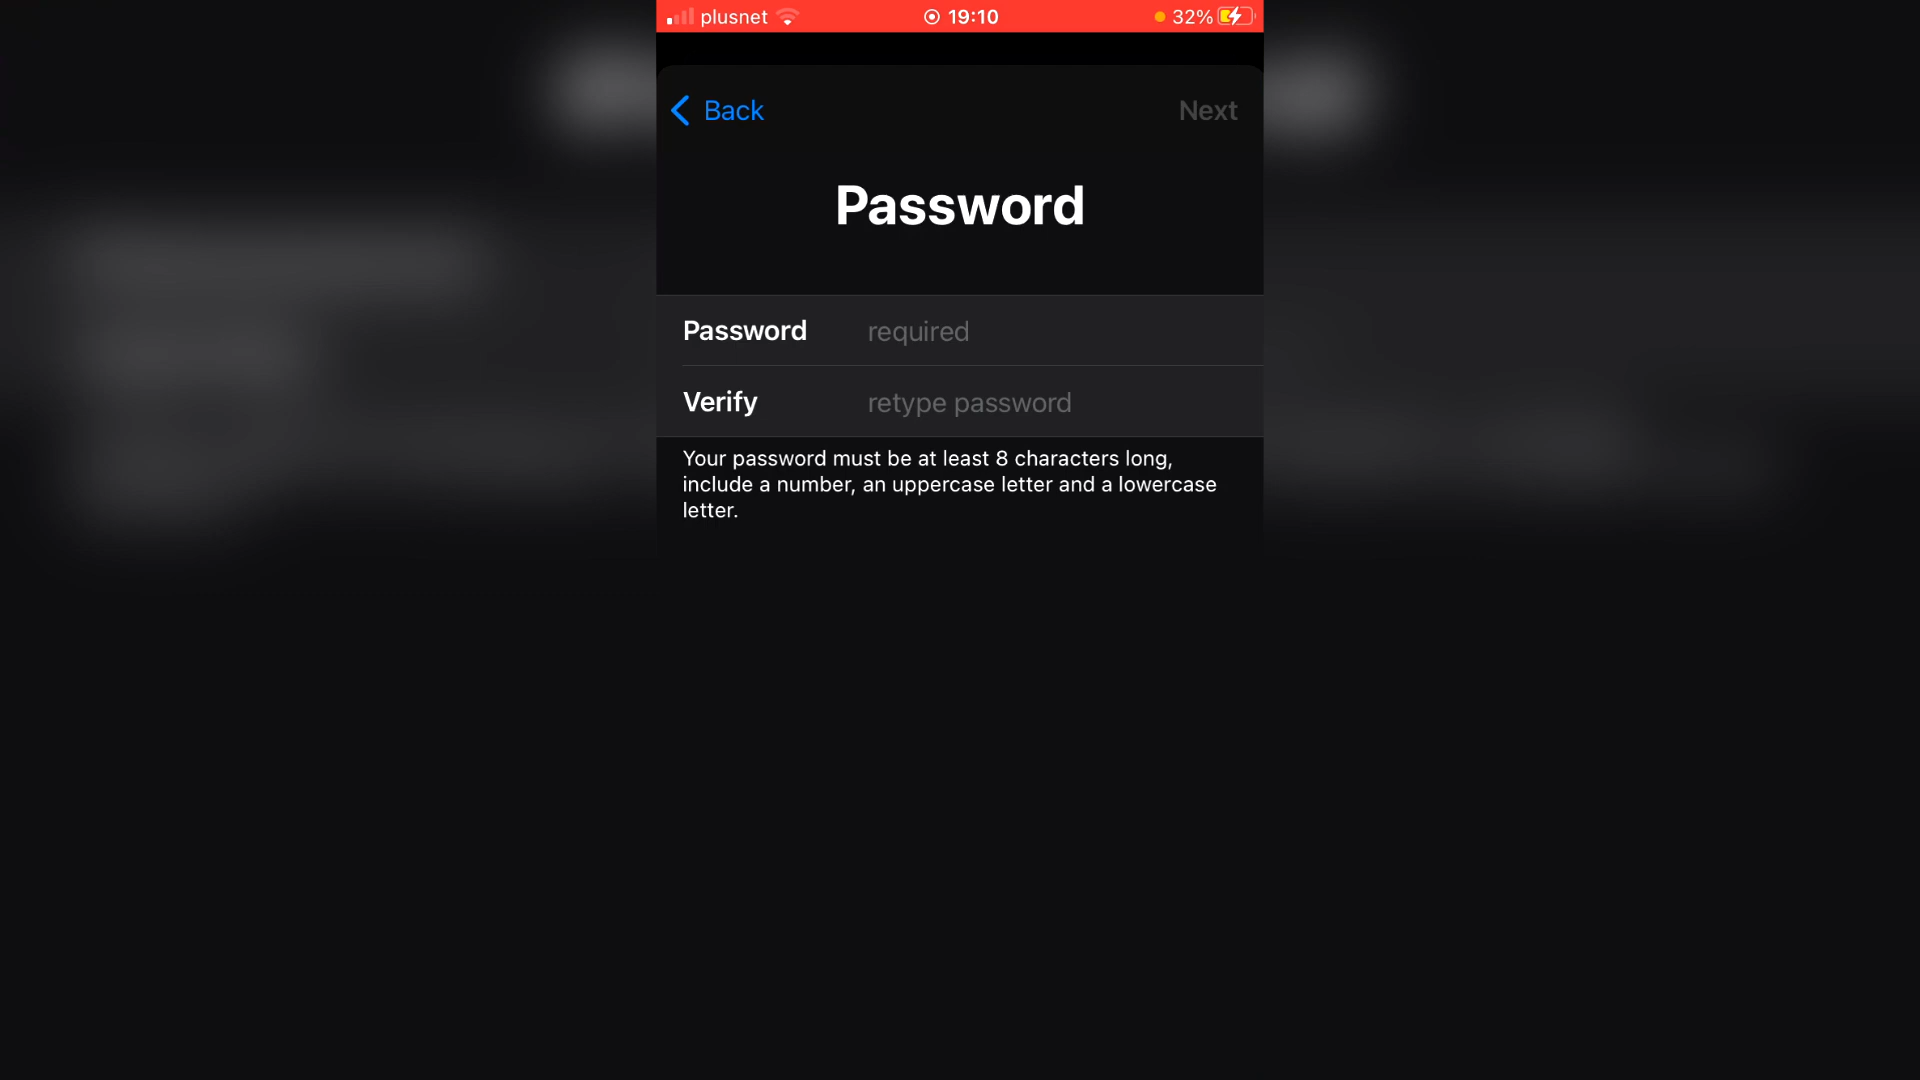 plusnet 19:10 32%
Back Next
Password
Password required
Verify retype password
Your password must be at least 8 characters long,
include a number, an uppercase letter and a lowercase
letter.